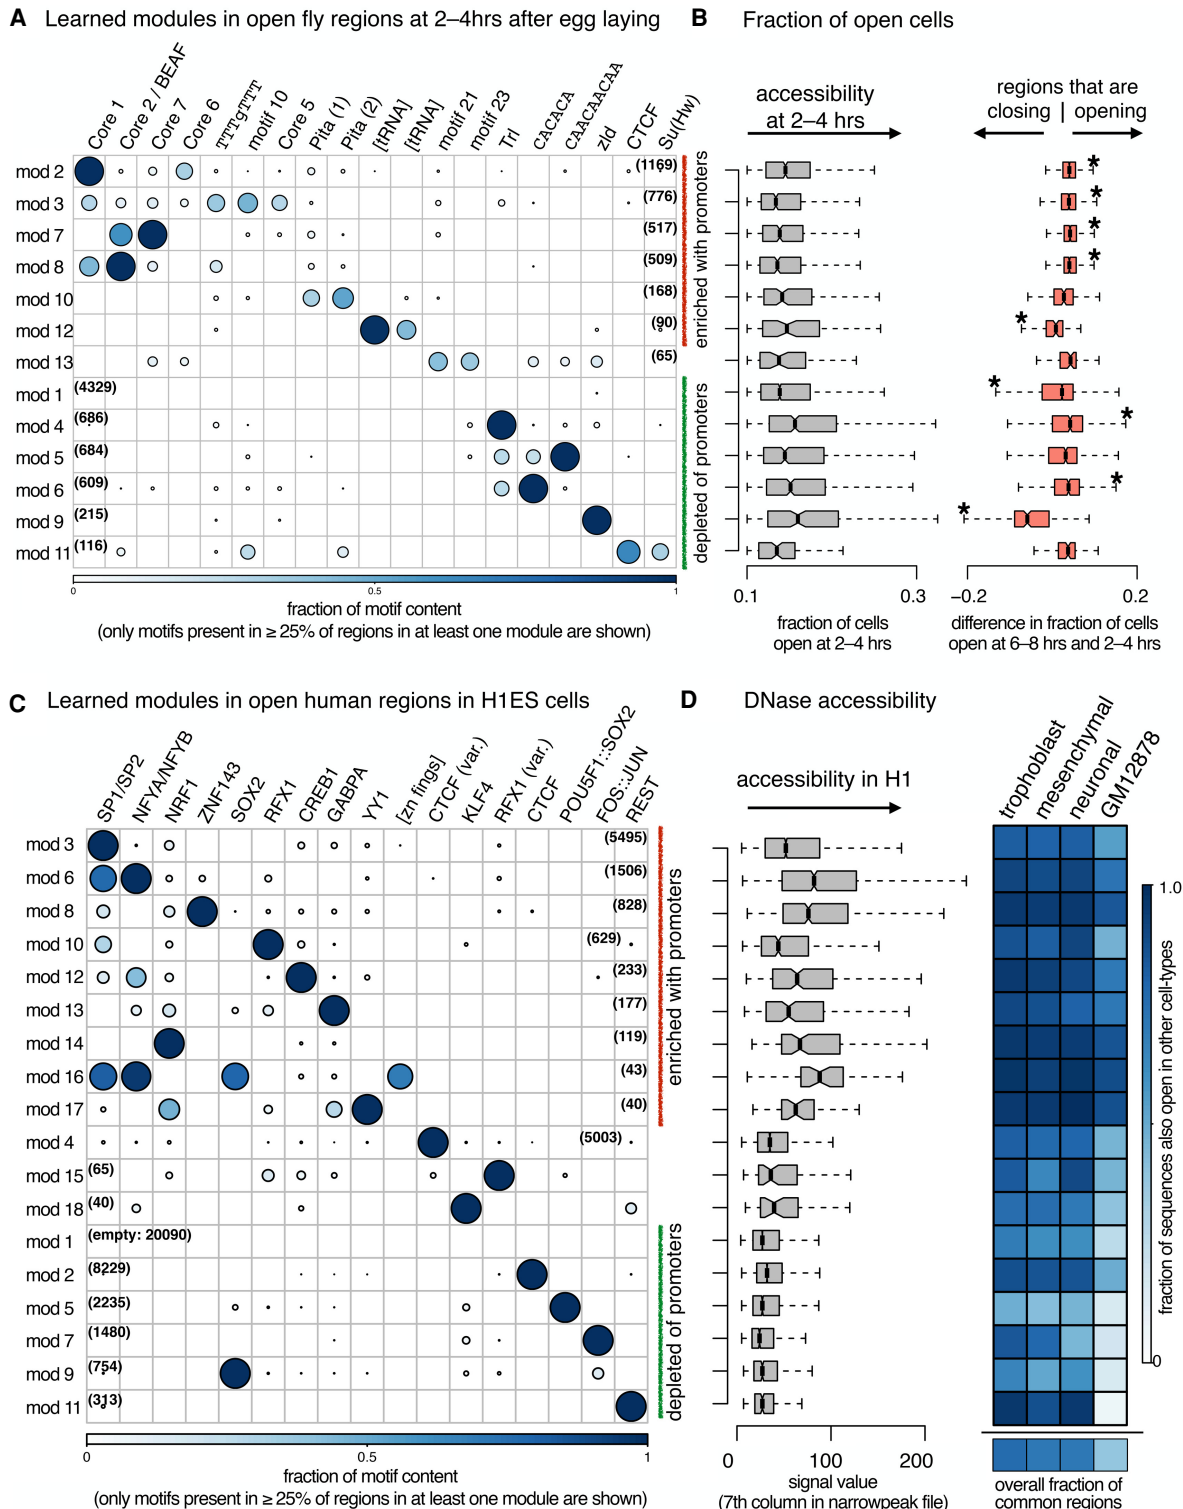 A Learned modules in open fly regions at 2–4hrs after egg laying
Core 1
Core 2 / BEAF
Core 7
Core 6
TTTgTTT
motif 10
Core 5
Pita (1)
Pita (2)
[tRNA]
[tRNA]
motif 21
motif 23
Trl
CACACA
CAACAACAA
zld
CTCF
Su(Hw)
mod 2 (1169)
mod 3 (776)
mod 7 (517)
mod 8 (509)
mod 10 (168)
mod 12 (90)
mod 13 (65)
mod 1 (4329)
mod 4 (686)
mod 5 (684)
mod 6 (609)
mod 9 (215)
mod 11 (116)
enriched with promoters
depleted of promoters
0 0.5 1
fraction of motif content
(only motifs present in ≥ 25% of regions in at least one module are shown)
B Fraction of open cells
accessibility
at 2–4 hrs
regions that are
closing | opening
*
*
*
*
*
*
*
*
*
0.1 0.3
fraction of cells
open at 2–4 hrs
−0.2 0.2
difference in fraction of cells
open at 6–8 hrs and 2–4 hrs
C Learned modules in open human regions in H1ES cells
SP1/SP2
NFYA/NFYB
NRF1
ZNF143
SOX2
RFX1
CREB1
GABPA
YY1
[zn fings]
CTCF (var.)
KLF4
RFX1 (var.)
CTCF
POU5F1::SOX2
FOS::JUN
REST
mod 3 (5495)
mod 6 (1506)
mod 8 (828)
mod 10 (629)
mod 12 (233)
mod 13 (177)
mod 14 (119)
mod 16 (43)
mod 17 (40)
mod 4 (5003)
mod 15 (65)
mod 18 (40)
mod 1 (empty: 20090)
mod 2 (8229)
mod 5 (2235)
mod 7 (1480)
mod 9 (754)
mod 11 (313)
enriched with promoters
depleted of promoters
0 0.5 1
fraction of motif content
(only motifs present in ≥ 25% of regions in at least one module are shown)
D DNase accessibility
accessibility in H1
trophoblast
mesenchymal
neuronal
GM12878
0 100 200
signal value
(7th column in narrowpeak file)
1.0
0
fraction of sequences also open in other cell-types
overall fraction of
common regions